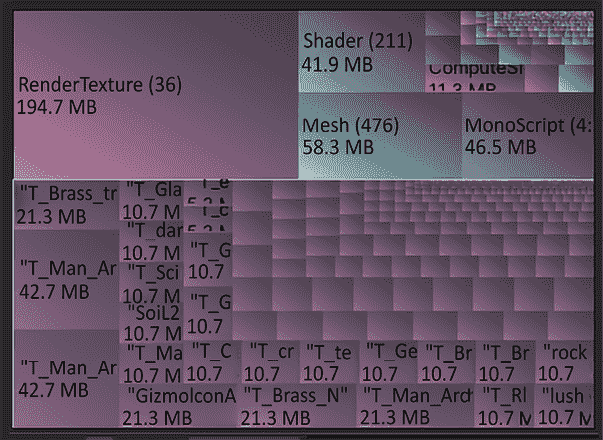 RenderTexture (36)
194.7 MB
Shader (211)
41.9 MB
ComputeSh
11.3 MB
Mesh (476)
58.3 MB
MonoScript (4:
46.5 MB
"T_Brass_tr
21.3 MB
"T_Gla
10.7 M
"T_dar
10.7 M
"T_Man_Ar
42.7 MB
"T_Sci
10.7 M
"T_G
10.7
"SoiL2
10.7 M
"T_G
10.7
"T_Man_Ar
42.7 MB
"T_Ma
10.7 M
"T_C
10.7
"T_cr
10.7
"T_te
10.7
"T_Ge
10.7
"T_Br
10.7
"T_Br
10.7
"rock
10.7
"GizmoIconA
21.3 MB
"T_Brass_N"
21.3 MB
"T_Man_Ard
21.3 MB
"T_Rl
10.7 M
"lush
10.7 M